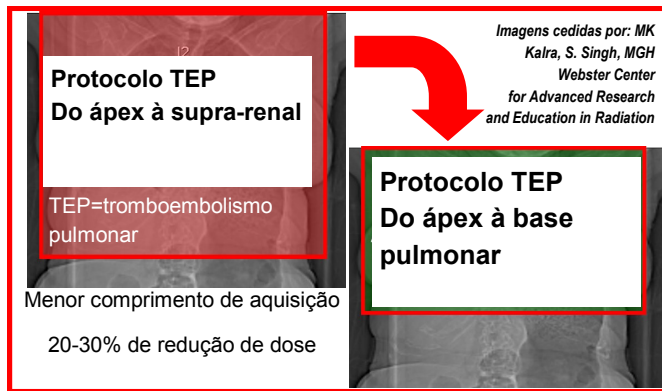 Protocolo TEP
Do ápex à supra-renal
TEP=tromboembolismo
pulmonar
Menor comprimento de aquisição
20-30% de redução de dose
Imagens cedidas por: MK
Kalra, S. Singh, MGH
Webster Center
for Advanced Research
and Education in Radiation
Protocolo TEP
Do ápex à base
pulmonar